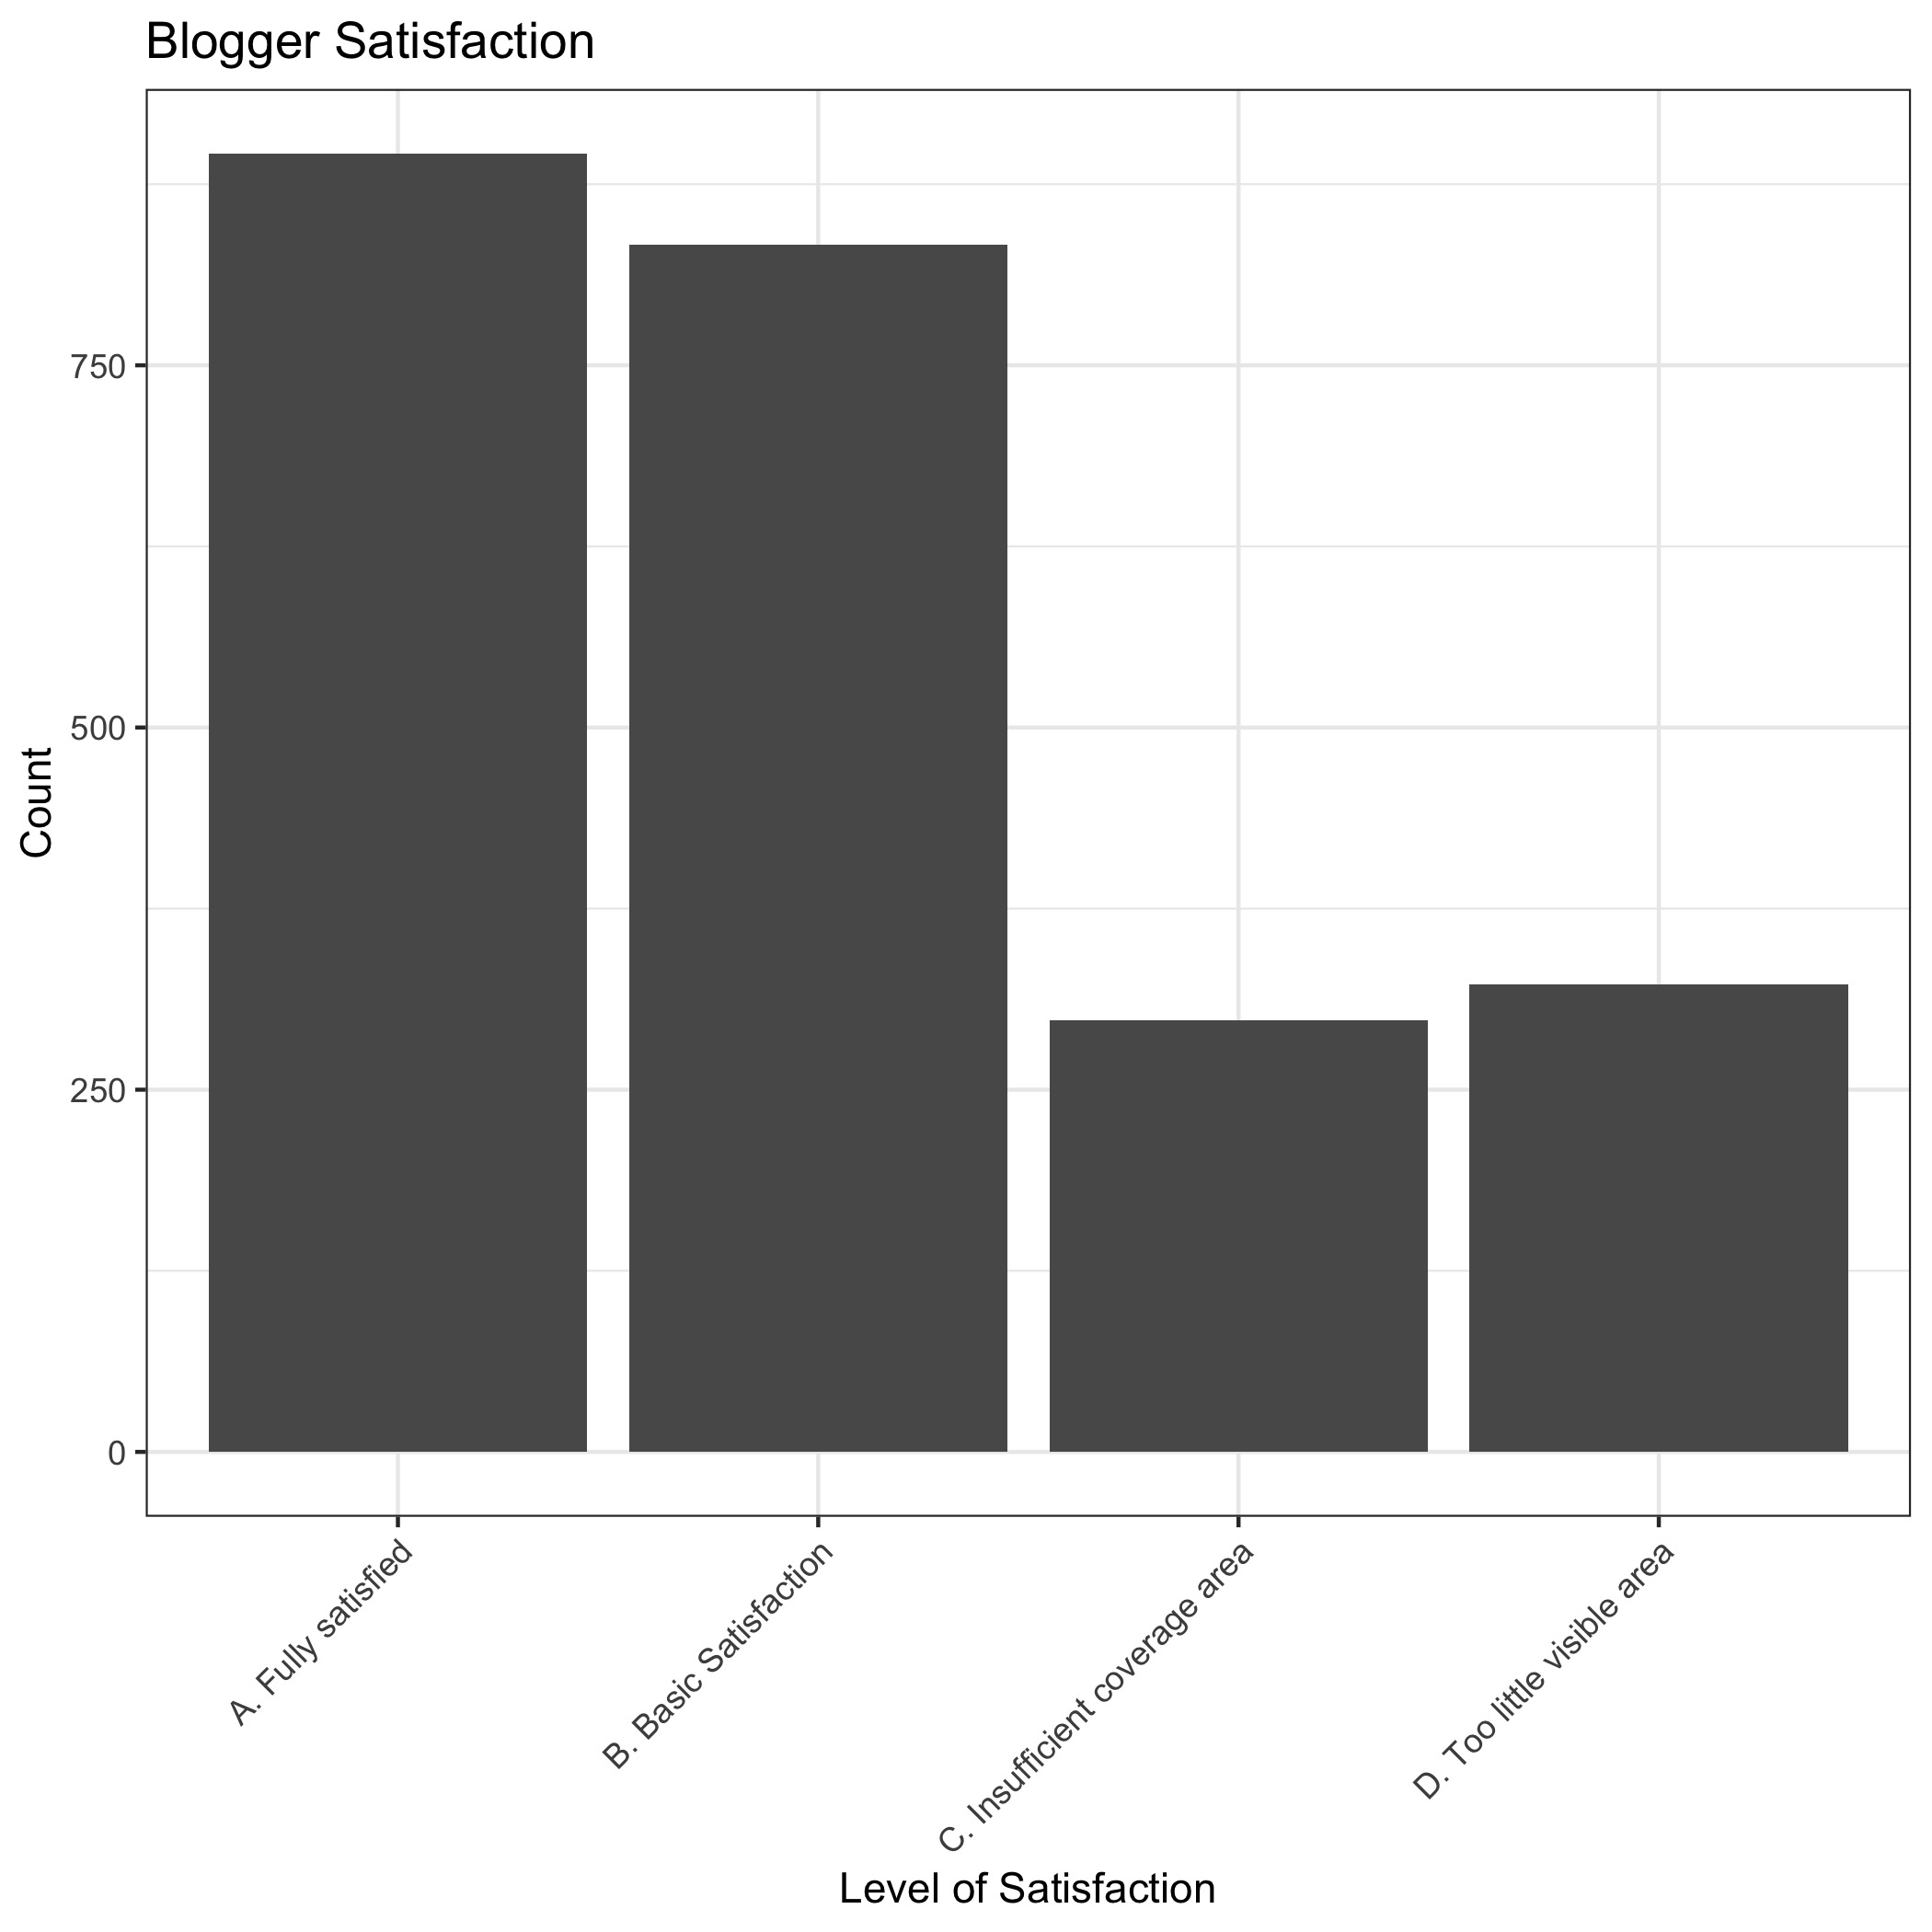 Blogger Satisfaction
Count
750
500
250
0
A. Fully satisfied
B. Basic Satisfaction
C. Insufficient coverage area
D. Too little visible area
Level of Satisfaction